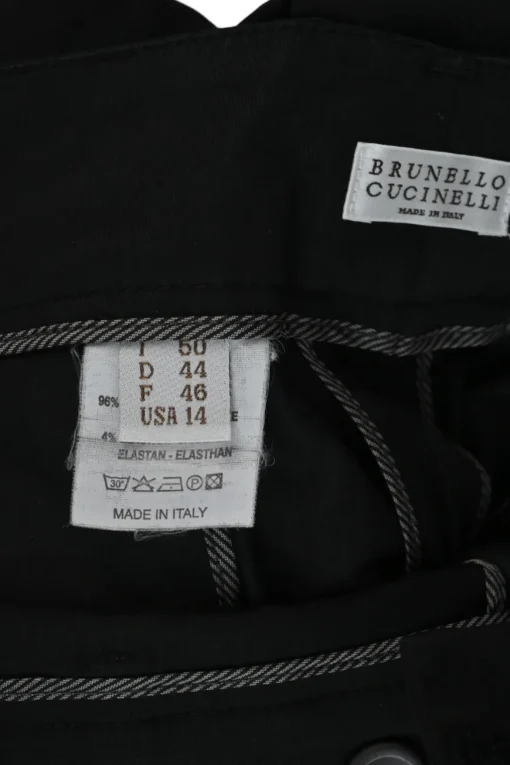 BRUNELLO
CUCINELLI
MADE IN ITALY
I 50
D 44
F 46
USA 14
96%
E
4%
ELASTAN - ELASTHAN
30°
P
MADE IN ITALY